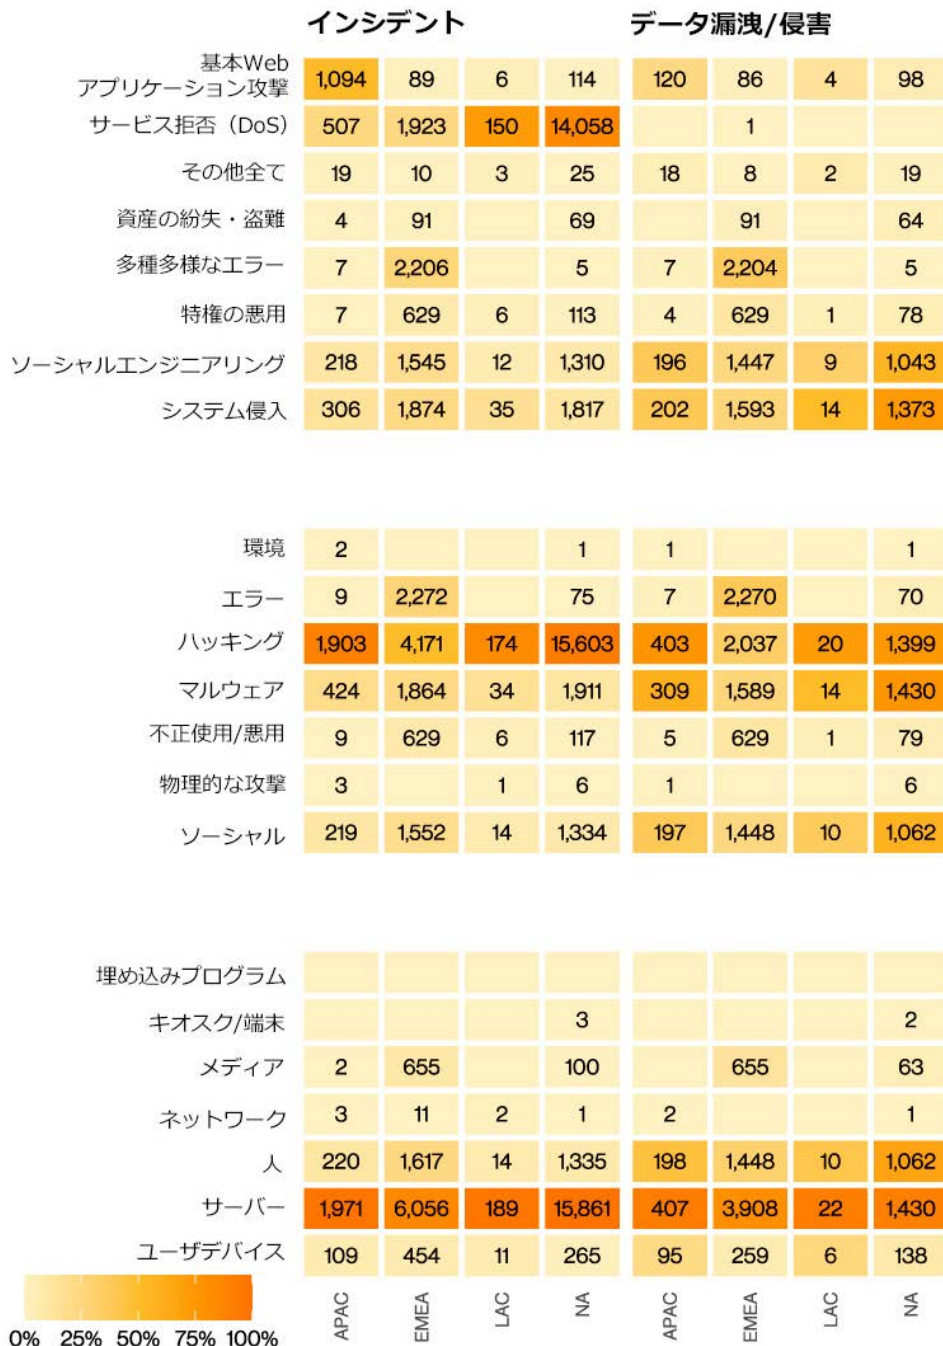 インシデント データ漏洩/侵害
基本Web
アプリケーション攻撃 1,094 89 6 114 120 86 4 98
サービス拒否（DoS） 507 1,923 150 14,058 1
その他全て 19 10 3 25 18 8 2 19
資産の紛失・盗難 4 91 69 91 64
多種多様なエラー 7 2,206 5 7 2,204 5
特権の悪用 7 629 6 113 4 629 1 78
ソーシャルエンジニアリング 218 1,545 12 1,310 196 1,447 9 1,043
システム侵入 306 1,874 35 1,817 202 1,593 14 1,373
環境 2 1 1 1
エラー 9 2,272 75 7 2,270 70
ハッキング 1,903 4,171 174 15,603 403 2,037 20 1,399
マルウェア 424 1,864 34 1,911 309 1,589 14 1,430
不正使用/悪用 9 629 6 117 5 629 1 79
物理的な攻撃 3 1 6 1 6
ソーシャル 219 1,552 14 1,334 197 1,448 10 1,062
埋め込みプログラム
キオスク/端末 3 2
メディア 2 655 100 655 63
ネットワーク 3 11 2 1 2 1
人 220 1,617 14 1,335 198 1,448 10 1,062
サーバー 1,971 6,056 189 15,861 407 3,908 22 1,430
ユーザデバイス 109 454 11 265 95 259 6 138
APAC EMEA LAC NA APAC EMEA LAC NA
0% 25% 50% 75% 100%